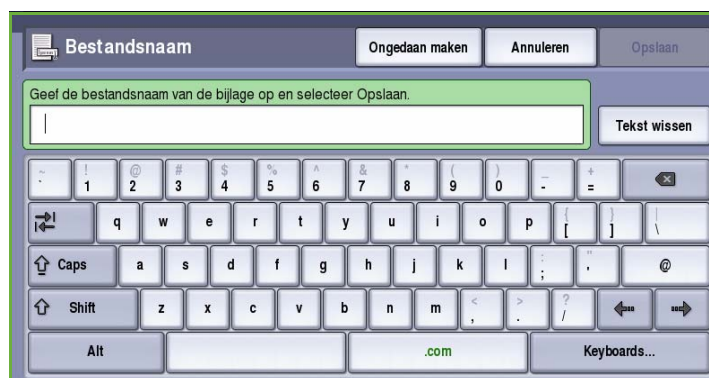 Bestandsnaam Ongedaan maken Annuleren Opslaan
Geef de bestandsnaam van de bijlage op en selecteer Opslaan.
Tekst wissen
~ ! @ # $ % ^ & * ( ) _ +
` 1 2 3 4 5 6 7 8 9 0 - =
{ } |
q w e r t y u i o p [ ] \
: "
Caps a s d f g h j k l ; ' @
< > ?
Shift z x c v b n m , . /
Alt .com Keyboards...